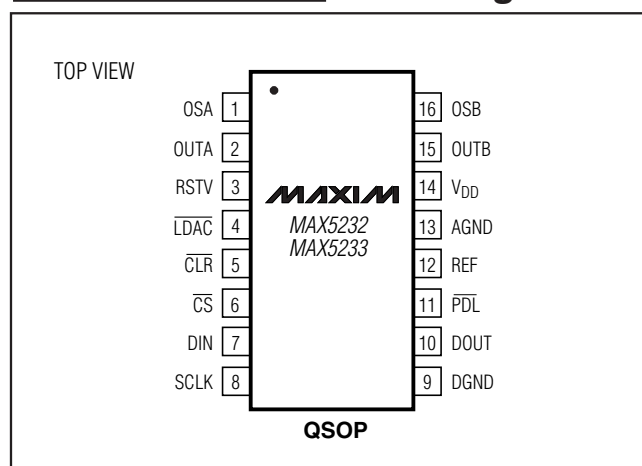 TOP VIEW
OSA 1
16 OSB
OUTA 2
15 OUTB
RSTV 3
14 VDD
MAXIM
LDAC 4
MAX5232
13 AGND
MAX5233
CLR 5
12 REF
CS 6
11 PDL
DIN 7
10 DOUT
SCLK 8
9 DGND
QSOP